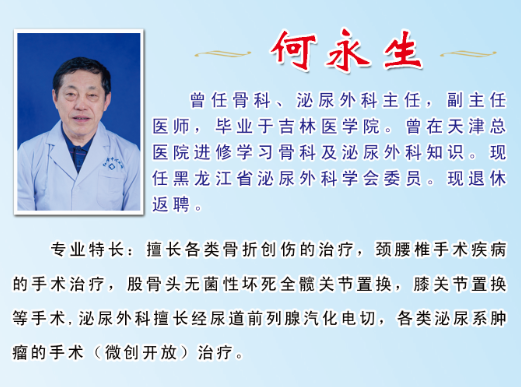 何永生
曾任骨科、泌尿外科主任，副主任
医师，毕业于吉林医学院。曾在天津总
医院进修学习骨科及泌尿外科知识。现
任黑龙江省泌尿外科学会委员。现退休
返聘。
专业特长：擅长各类骨折创伤的治疗，颈腰椎手术疾病
的手术治疗，股骨头无菌性坏死全髋关节置换，膝关节置换
等手术.泌尿外科擅长经尿道前列腺汽化电切，各类泌尿系肿
瘤的手术（微创开放）治疗。